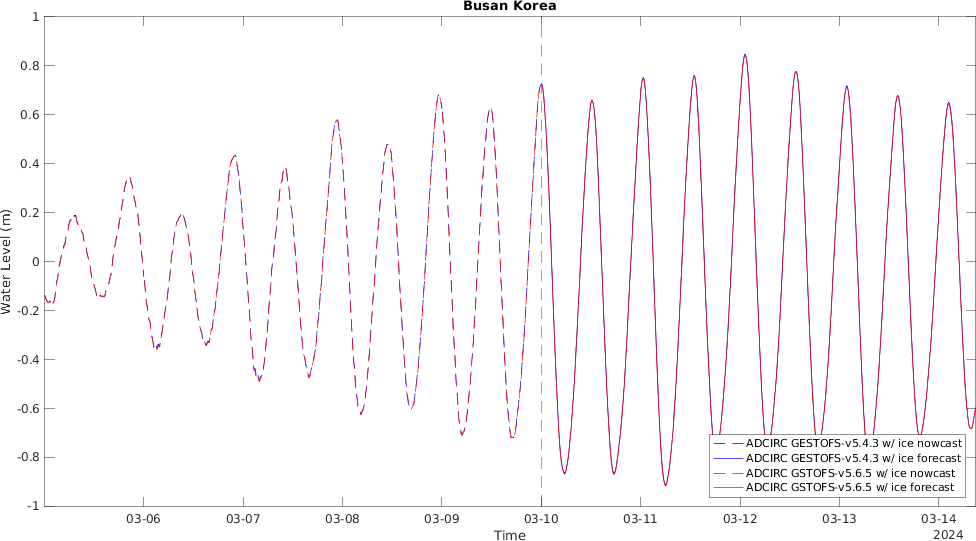 Busan Korea
Water Level (m)
1
0.8
0.6
0.4
0.2
0
-0.2
-0.4
-0.6
-0.8
-1
ADCIRC GESTOFS-v5.4.3 w/ ice nowcast
ADCIRC GESTOFS-v5.4.3 w/ ice forecast
ADCIRC GSTOFS-v5.6.5 w/ ice nowcast
ADCIRC GSTOFS-v5.6.5 w/ ice forecast
03-06 03-07 03-08 03-09 03-10 03-11 03-12 03-13 03-14
Time 2024